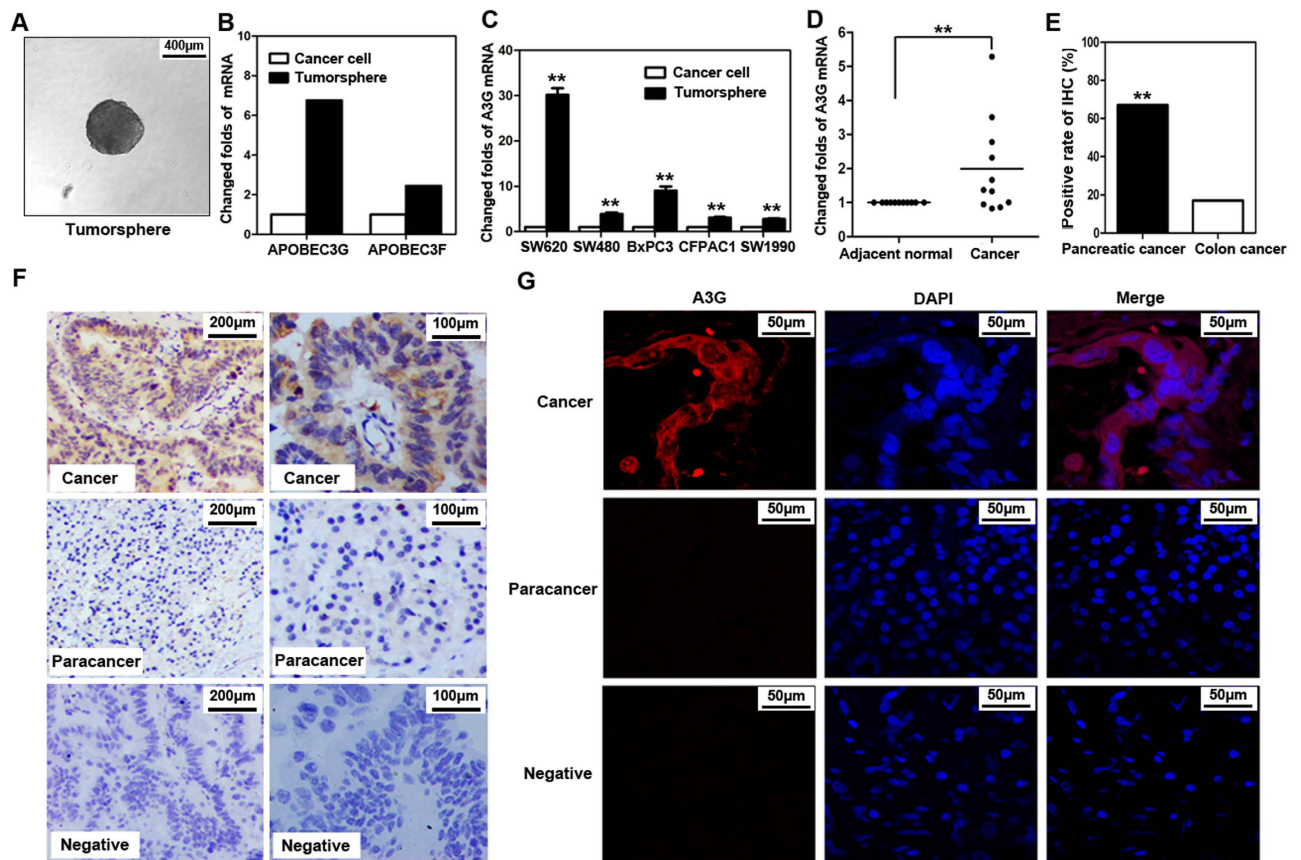 A
400µm
Tumorsphere
B
Changed folds of mRNA
10
8
6
4
2
0
Cancer cell
Tumorsphere
APOBEC3G
APOBEC3F
C
Changed folds of A3G mRNA
40
30
20
10
0
Cancer cell
Tumorsphere
**
**
**
**
**
SW620
SW480
BxPC3
CFPAC1
SW1990
D
Changed folds of A3G mRNA
6
5
4
3
2
1
0
**
Adjacent normal
Cancer
E
Positive rate of IHC (%)
100
80
60
40
20
0
**
Pancreatic cancer
Colon cancer
F
200µm
Cancer
100µm
Cancer
200µm
Paracancer
100µm
Paracancer
200µm
Negative
100µm
Negative
G
A3G
DAPI
Merge
Cancer
50µm
50µm
50µm
Paracancer
50µm
50µm
50µm
Negative
50µm
50µm
50µm